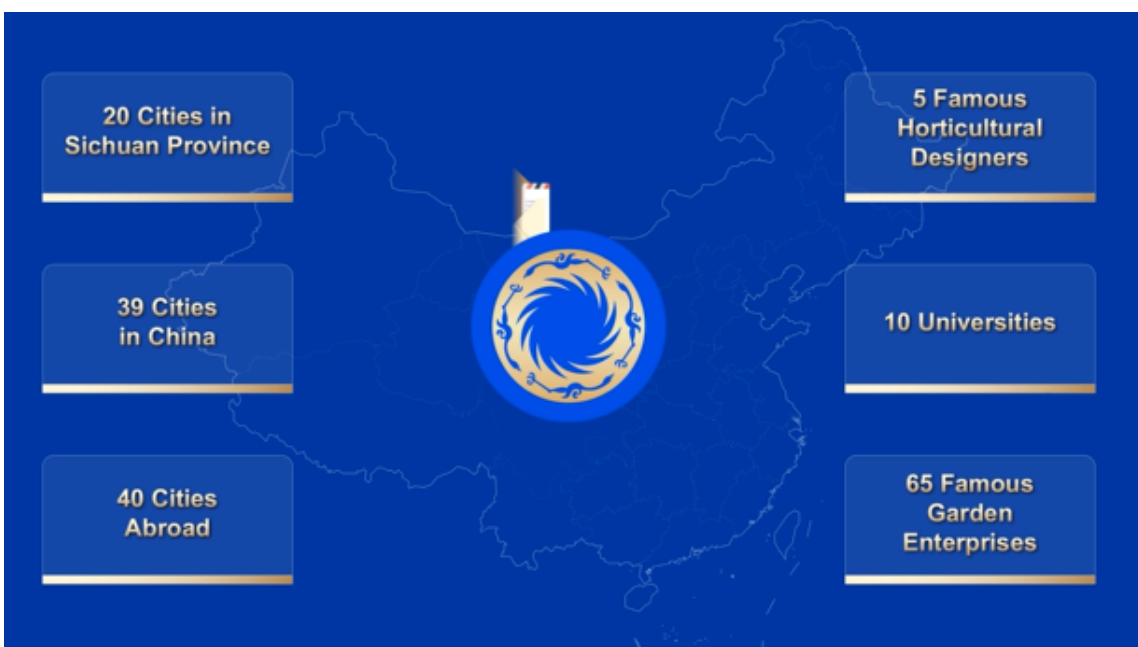 20 Cities in
Sichuan Province
39 Cities
in China
40 Cities
Abroad
5 Famous
Horticultural
Designers
10 Universities
65 Famous
Garden
Enterprises